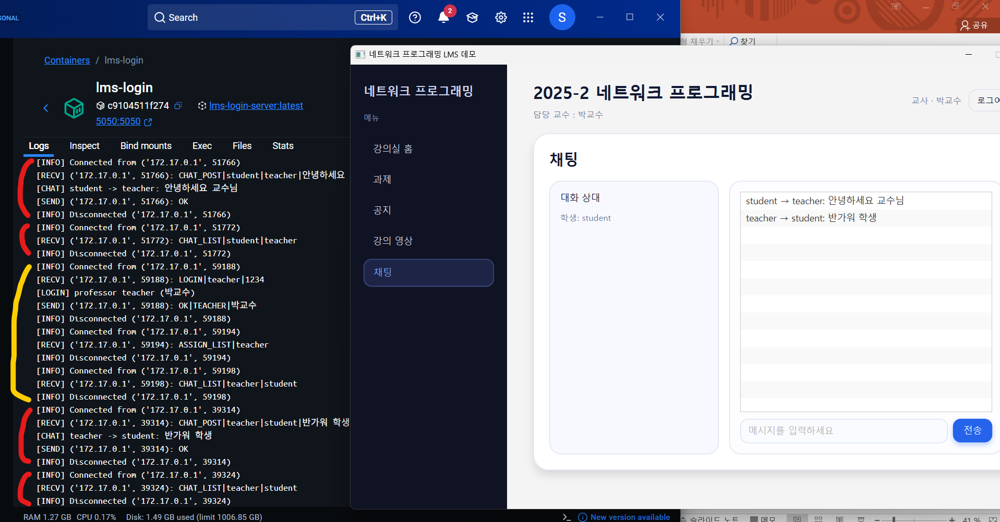 SONAL
Search
Ctrl+K
2
S
Containers / lms-login
lms-login
c9104511f274 lms-login-server:latest
5050:5050
Logs Inspect Bind mounts Exec Files Stats
[INFO] Connected from ('172.17.0.1', 51766)
[RECV] ('172.17.0.1', 51766): CHAT_POST|student|teacher|안녕하세요
[CHAT] student -> teacher: 안녕하세요 교수님
[SEND] ('172.17.0.1', 51766): OK
[INFO] Disconnected ('172.17.0.1', 51766)
[INFO] Connected from ('172.17.0.1', 51772)
[RECV] ('172.17.0.1', 51772): CHAT_LIST|student|teacher
[INFO] Disconnected ('172.17.0.1', 51772)
[INFO] Connected from ('172.17.0.1', 59188)
[RECV] ('172.17.0.1', 59188): LOGIN|teacher|1234
[LOGIN] professor teacher (박교수)
[SEND] ('172.17.0.1', 59188): OK|TEACHER|박교수
[INFO] Disconnected ('172.17.0.1', 59188)
[INFO] Connected from ('172.17.0.1', 59194)
[RECV] ('172.17.0.1', 59194): ASSIGN_LIST|teacher
[INFO] Disconnected ('172.17.0.1', 59194)
[INFO] Connected from ('172.17.0.1', 59198)
[RECV] ('172.17.0.1', 59198): CHAT_LIST|teacher|student
[INFO] Disconnected ('172.17.0.1', 59198)
[INFO] Connected from ('172.17.0.1', 39314)
[RECV] ('172.17.0.1', 39314): CHAT_POST|teacher|student|반가워 학생
[CHAT] teacher -> student: 반가워 학생
[SEND] ('172.17.0.1', 39314): OK
[INFO] Disconnected ('172.17.0.1', 39314)
[INFO] Connected from ('172.17.0.1', 39324)
[RECV] ('172.17.0.1', 39324): CHAT_LIST|teacher|student
[INFO] Disconnected ('172.17.0.1', 39324)
RAM 1.27 GB CPU 0.17% Disk: 1.49 GB used (limit 1006.85 GB)
New version available
공유
형 채우기
찾기
네트워크 프로그래밍 LMS 데모
네트워크 프로그래밍
메뉴
강의실 홈
과제
공지
강의 영상
채팅
2025-2 네트워크 프로그래밍
담당 교수 : 박교수
교사 · 박교수
로그아
채팅
대화 상대
학생: student
student → teacher: 안녕하세요 교수님
teacher → student: 반가워 학생
메시지를 입력하세요
전송
슬라이드 노트
메모
41 %